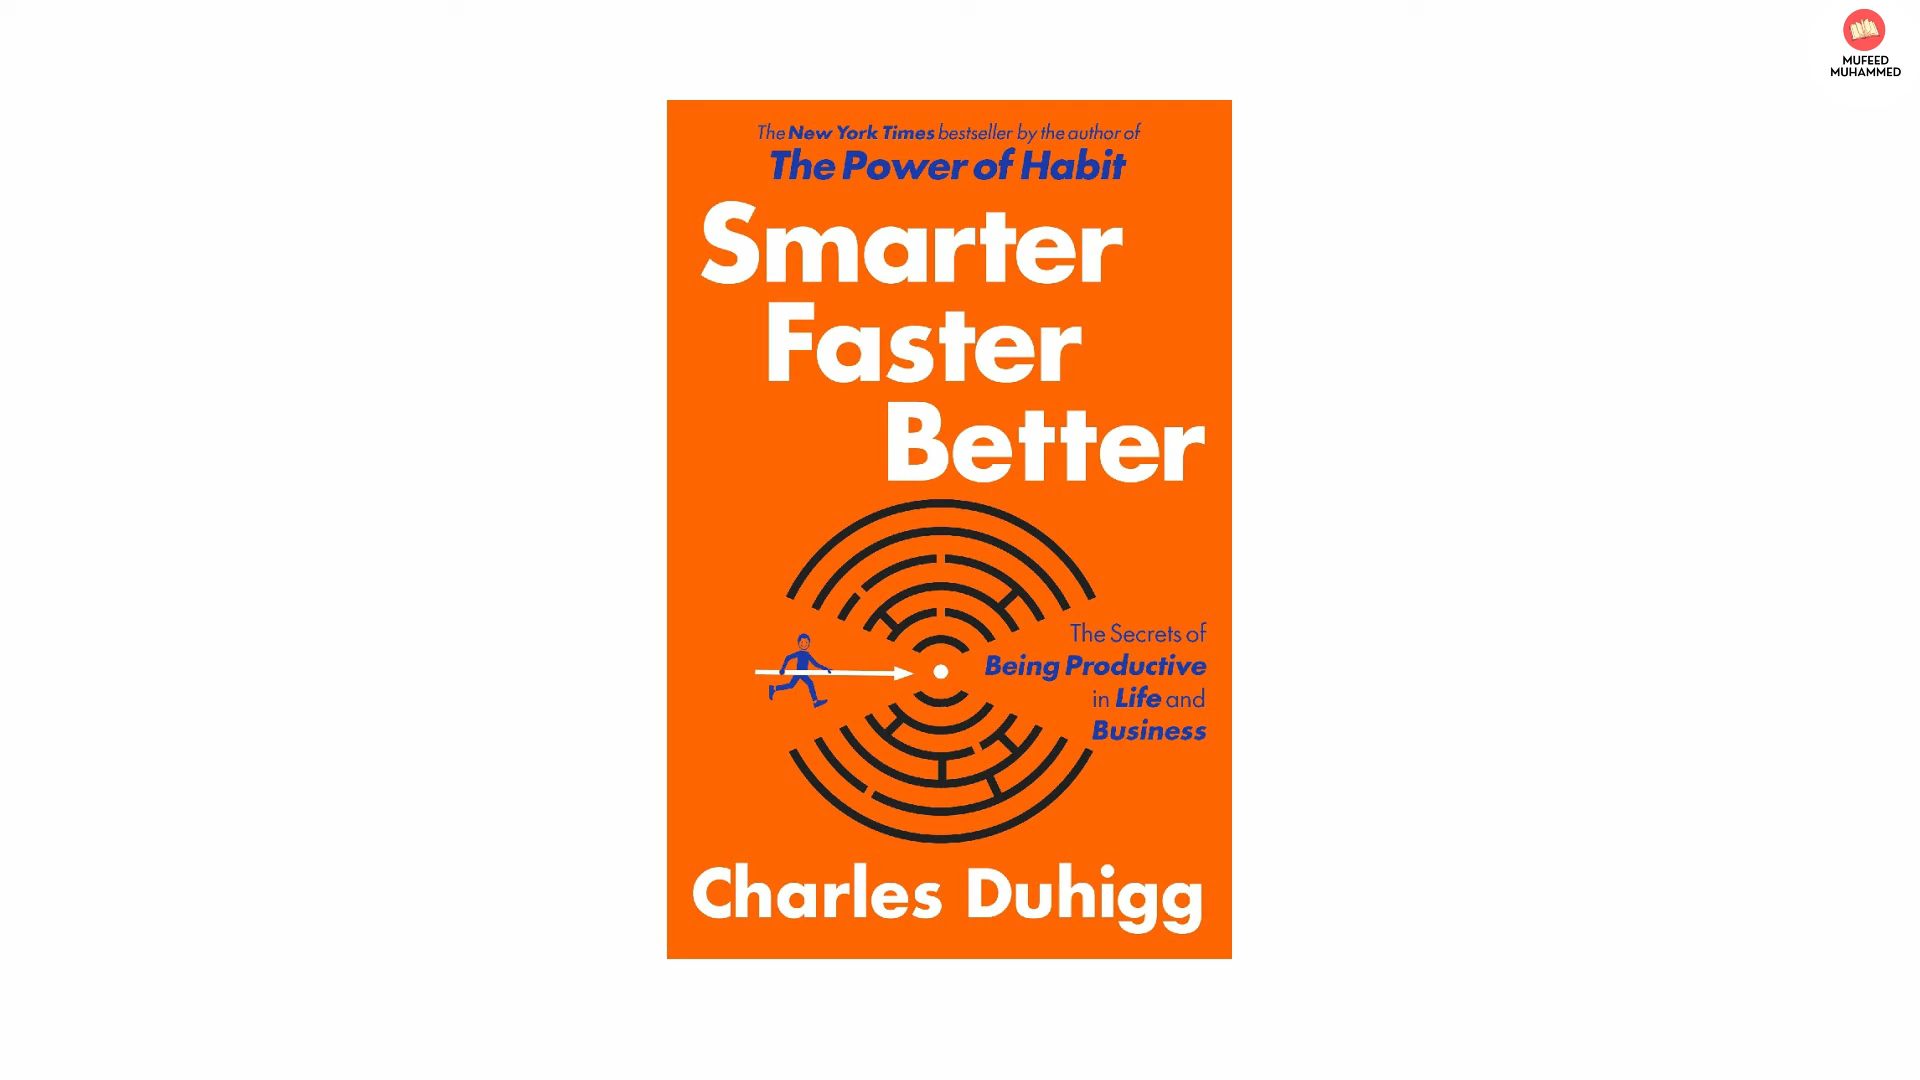 MUFEED
MUHAMMED
The New York Times bestseller by the author of
The Power of Habit
Smarter
Faster
Better
The Secrets of
Being Productive
in Life and
Business
Charles Duhigg